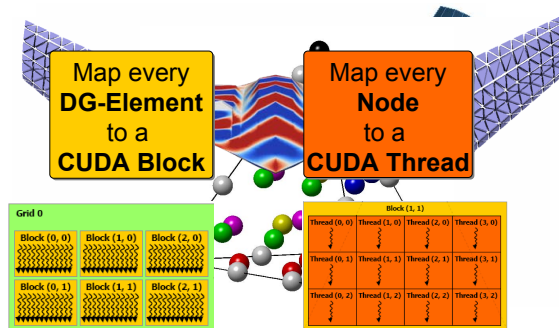 Map every
DG-Element
to a
CUDA Block
Map every
Node
to a
CUDA Thread
Grid 0
Block (0, 0) Block (1, 0) Block (2, 0)
Block (0, 1) Block (1, 1) Block (2, 1)
Block (1, 1)
Thread (0, 0) Thread (1, 0) Thread (2, 0) Thread (3, 0)
Thread (0, 1) Thread (1, 1) Thread (2, 1) Thread (3, 1)
Thread (0, 2) Thread (1, 2) Thread (2, 2) Thread (3, 2)